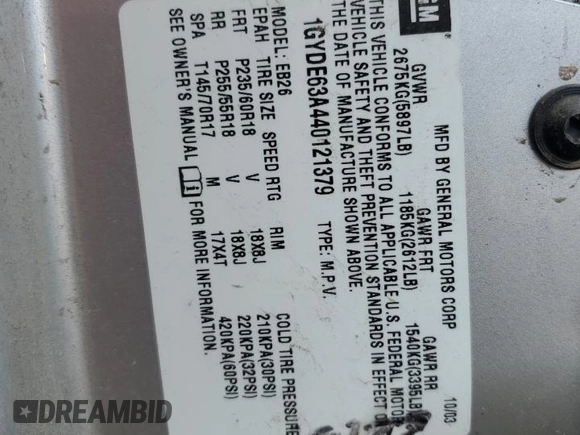 GM
MFD BY GENERAL MOTORS CORP 10/03
GVWR GAWR FRT GAWR RR
2675KG(5897LB) 1185KG(2612LB) 1540KG(3395LB)
THIS VEHICLE CONFORMS TO ALL APPLICABLE U.S. FEDERAL MOTOR
VEHICLE SAFETY AND THEFT PREVENTION STANDARDS IN EFFECT
THE DATE OF MANUFACTURE SHOWN ABOVE.
1GYDE63A440121379 TYPE: M.P.V.
MODEL: EB26
EPAH TIRE SIZE SPEED RTG RIM COLD TIRE PRESSURE
FRT P235/60R18 V 18X8J 210KPA(30PSI)
RR P255/55R18 V 18X8J 220KPA(32PSI)
SPA T145/70R17 M 17X4T 420KPA(60PSI)
SEE OWNER'S MANUAL FOR MORE INFORMATION.
DREAMBID